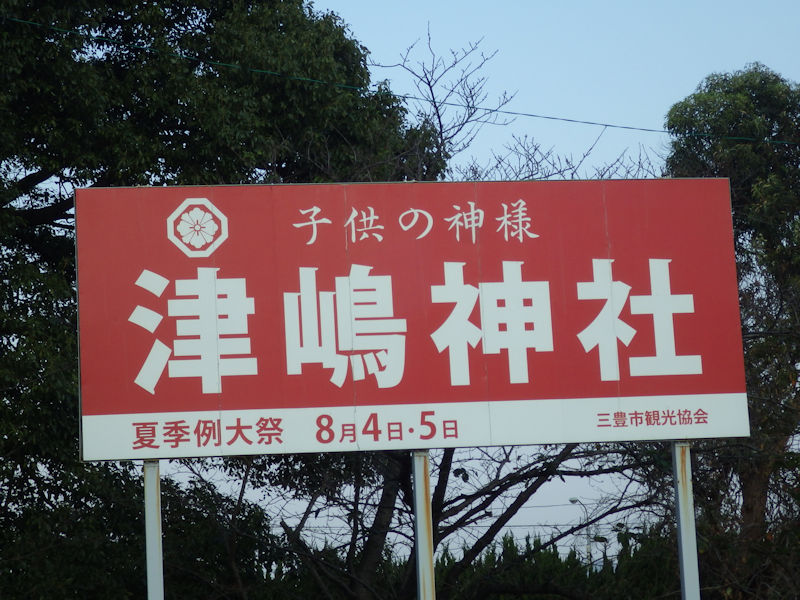 子供の神様
津嶋神社
夏季例大祭 8月4日・5日 三豊市観光協会